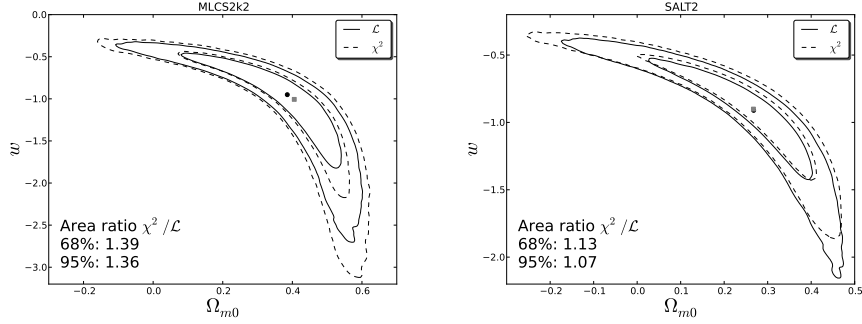 MLCS2k2
0.0
−0.5
−1.0
−1.5
−2.0
−2.5
−3.0
w
ℒ
χ²
Area ratio χ² /ℒ
68%: 1.39
95%: 1.36
−0.2 0.0 0.2 0.4 0.6
Ωm0
SALT2
−0.5
−1.0
−1.5
−2.0
w
ℒ
χ²
Area ratio χ² /ℒ
68%: 1.13
95%: 1.07
−0.2 −0.1 0.0 0.1 0.2 0.3 0.4 0.5
Ωm0